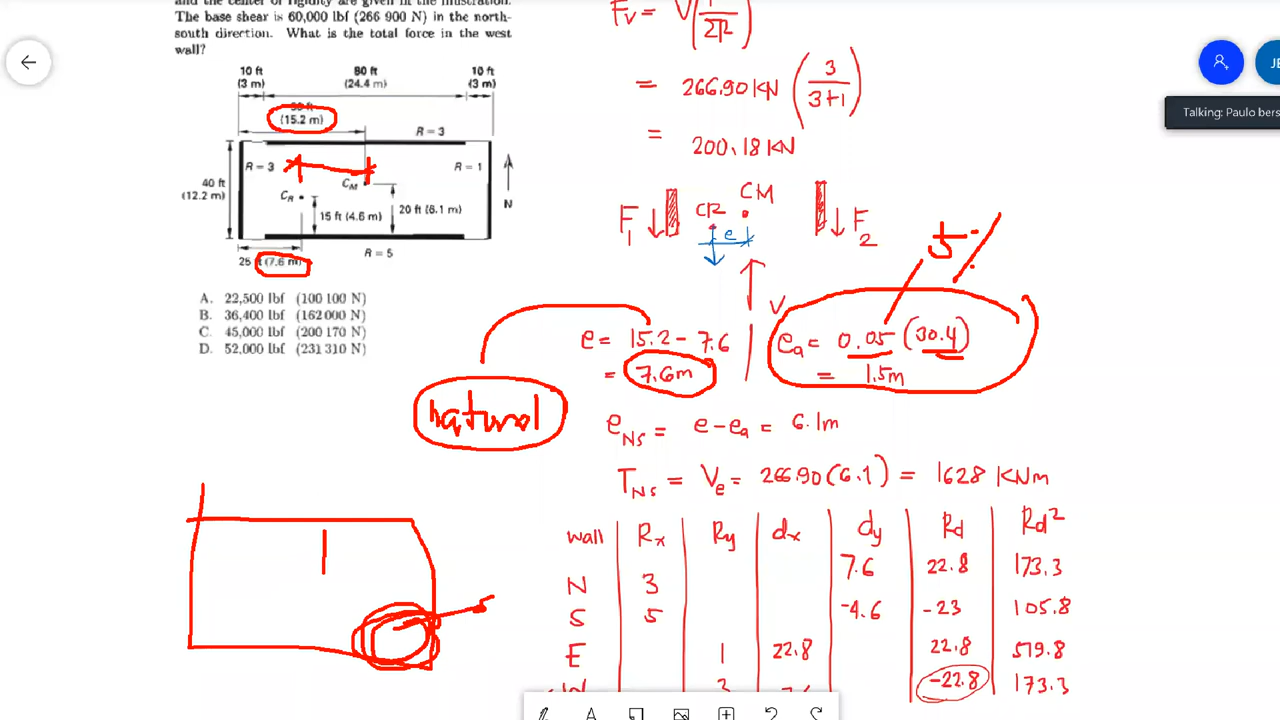 and the center of rigidity are given in the illustration.
The base shear is 60,000 lbf (266 900 N) in the north-
south direction. What is the total force in the west
wall?
10 ft
(3 m)
80 ft
(24.4 m)
10 ft
(3 m)
(15.2 m)
R = 3
R = 3
R = 1
40 ft
(12.2 m)
CM
CR
15 ft (4.6 m)
20 ft (6.1 m)
N
25 ft (7.6 m)
R = 5
A. 22,500 lbf (100 100 N)
B. 36,400 lbf (162 000 N)
C. 45,000 lbf (200 170 N)
D. 52,000 lbf (231 310 N)
natural
Fv = V(1/ΣR)
= 266.90 KN (3/3+1)
= 200.18 KN
F1 CR CM F2
e
V
5%
e = 15.2 - 7.6
= 7.6m
ea = 0.05 (30.4)
= 1.5m
eNS = e - ea = 6.1m
TNS = Ve = 266.90 (6.1) = 1628 KNm
wall Rx Ry dx dy Rd Rd²
N 3 7.6 22.8 173.3
S 5 -4.6 -23 105.8
E 1 22.8 22.8 519.8
3 -22.8 173.3
JE
Talking: Paulo bers